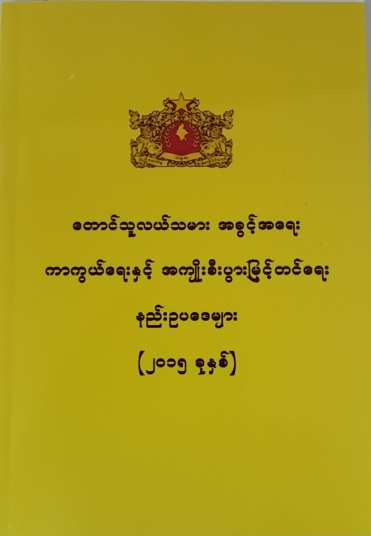 တောင်သူလယ်သမား အခွင့်အရေး
ကာကွယ်ရေးနှင့် အကျိုးစီးပွားမြှင့်တင်ရေး
နည်းဥပဒေများ
(၂၀၁၅ ခုနှစ်)